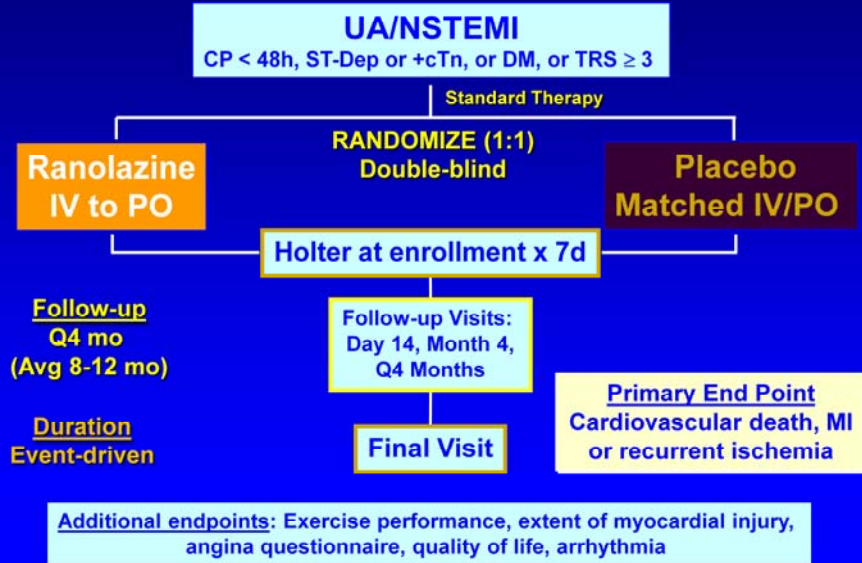 UA/NSTEMI
CP < 48h, ST-Dep or +cTn, or DM, or TRS ≥ 3
Standard Therapy
RANDOMIZE (1:1)
Double-blind
Ranolazine
IV to PO
Placebo
Matched IV/PO
Holter at enrollment x 7d
Follow-up
Q4 mo
(Avg 8-12 mo)
Follow-up Visits:
Day 14, Month 4,
Q4 Months
Duration
Event-driven
Final Visit
Primary End Point
Cardiovascular death, MI
or recurrent ischemia
Additional endpoints: Exercise performance, extent of myocardial injury,
angina questionnaire, quality of life, arrhythmia